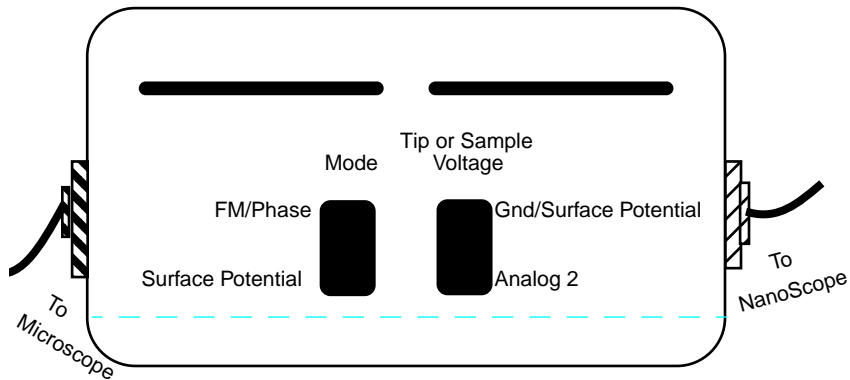 Tip or Sample
Voltage
Mode
FM/Phase
Gnd/Surface Potential
Surface Potential
Analog 2
To
Microscope
To
NanoScope